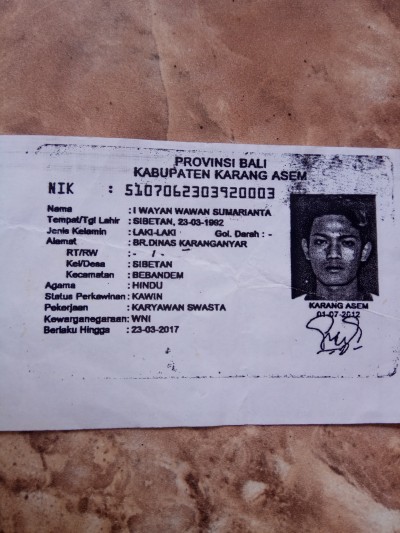 PROVINSI BALI
KABUPATEN KARANG ASEM
NIK : 5107062303920003
Nama : I WAYAN WAWAN SUMARIANTA
Tempat/Tgl Lahir : SIBETAN, 23-03-1992
Jenis Kelamin : LAKI-LAKI Gol. Darah : -
Alamat : BR.DINAS KARANGANYAR
RT/RW : - / -
Kel/Desa : SIBETAN
Kecamatan : BEBANDEM
Agama : HINDU
Status Perkawinan : KAWIN
Pekerjaan : KARYAWAN SWASTA
Kewarganegaraan : WNI
Berlaku Hingga : 23-03-2017
KARANG ASEM
01-07-2012